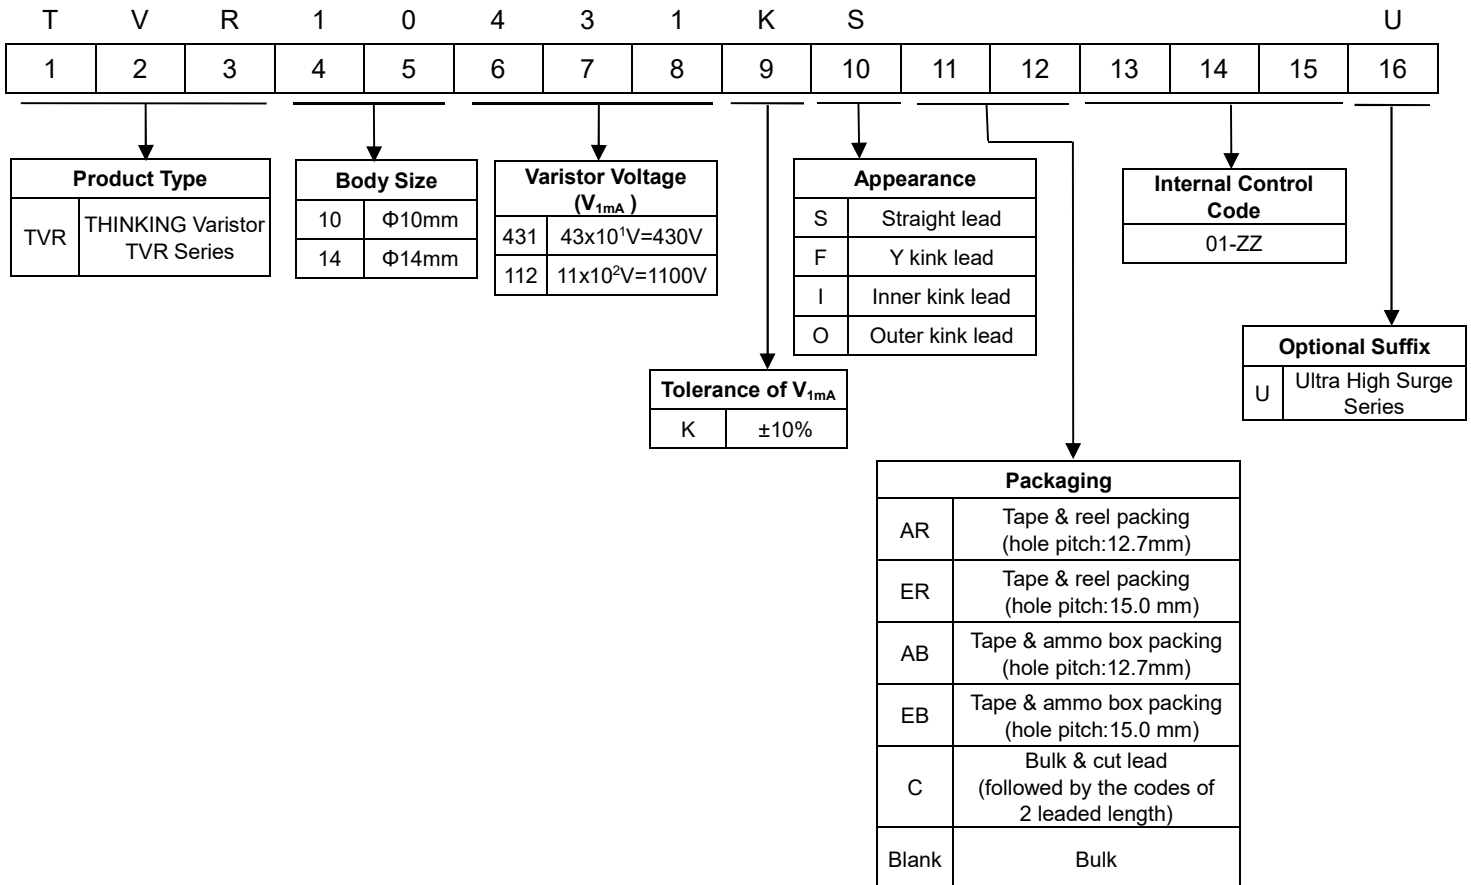 T V R 1 0 4 3 1 K S U
1 2 3 4 5 6 7 8 9 10 11 12 13 14 15 16
Product Type
TVR THINKING Varistor
TVR Series
Body Size
10 Φ10mm
14 Φ14mm
Varistor Voltage
(V1mA )
431 43x10¹V=430V
112 11x10²V=1100V
Appearance
S Straight lead
F Y kink lead
I Inner kink lead
O Outer kink lead
Internal Control
Code
01-ZZ
Optional Suffix
U Ultra High Surge
Series
Tolerance of V1mA
K ±10%
Packaging
AR Tape & reel packing
(hole pitch:12.7mm)
ER Tape & reel packing
(hole pitch:15.0 mm)
AB Tape & ammo box packing
(hole pitch:12.7mm)
EB Tape & ammo box packing
(hole pitch:15.0 mm)
C Bulk & cut lead
(followed by the codes of
2 leaded length)
Blank Bulk